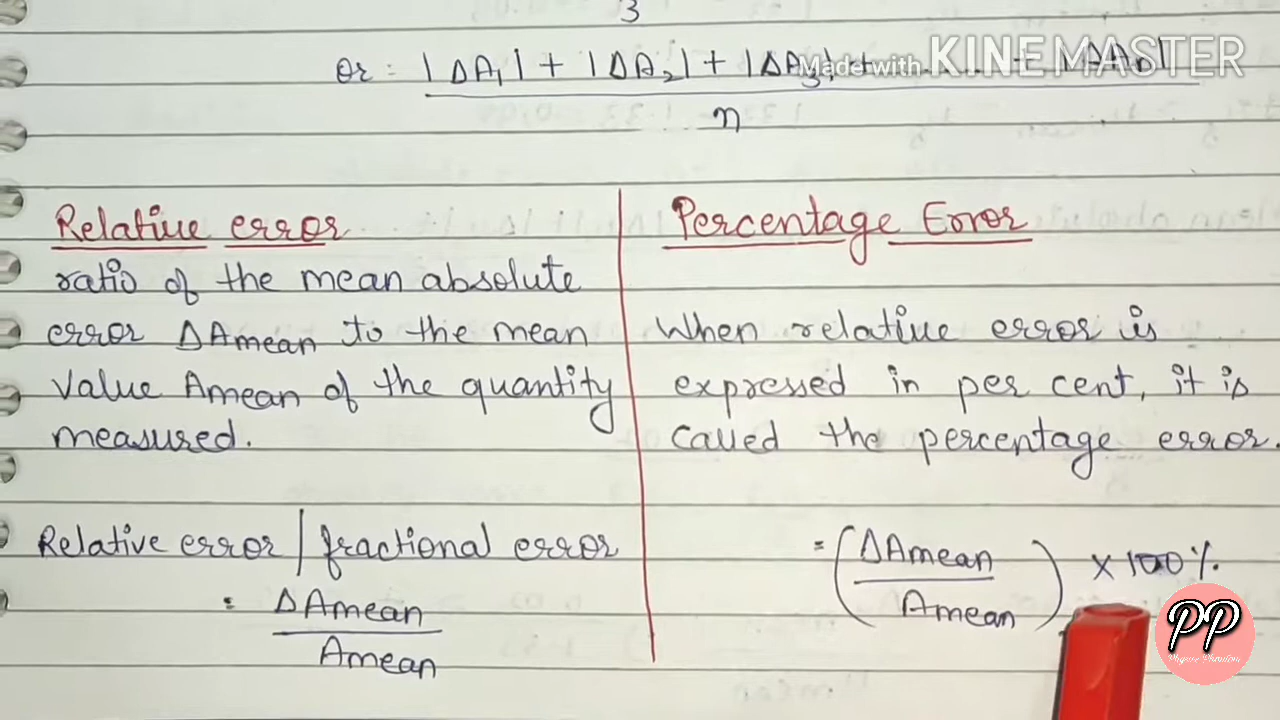 3
or = |ΔA₁| + |ΔA₂| + |ΔA₃| + ....... + |ΔAn|
n
Made with KINEMASTER
Relative error
ratio of the mean absolute
error ΔAmean to the mean
Value Amean of the quantity
measured.
Relative error | fractional error
= ΔAmean
Amean
Percentage Error
When relative error is
expressed in per cent, it is
called the percentage error.
= (ΔAmean / Amean) × 100%
PP